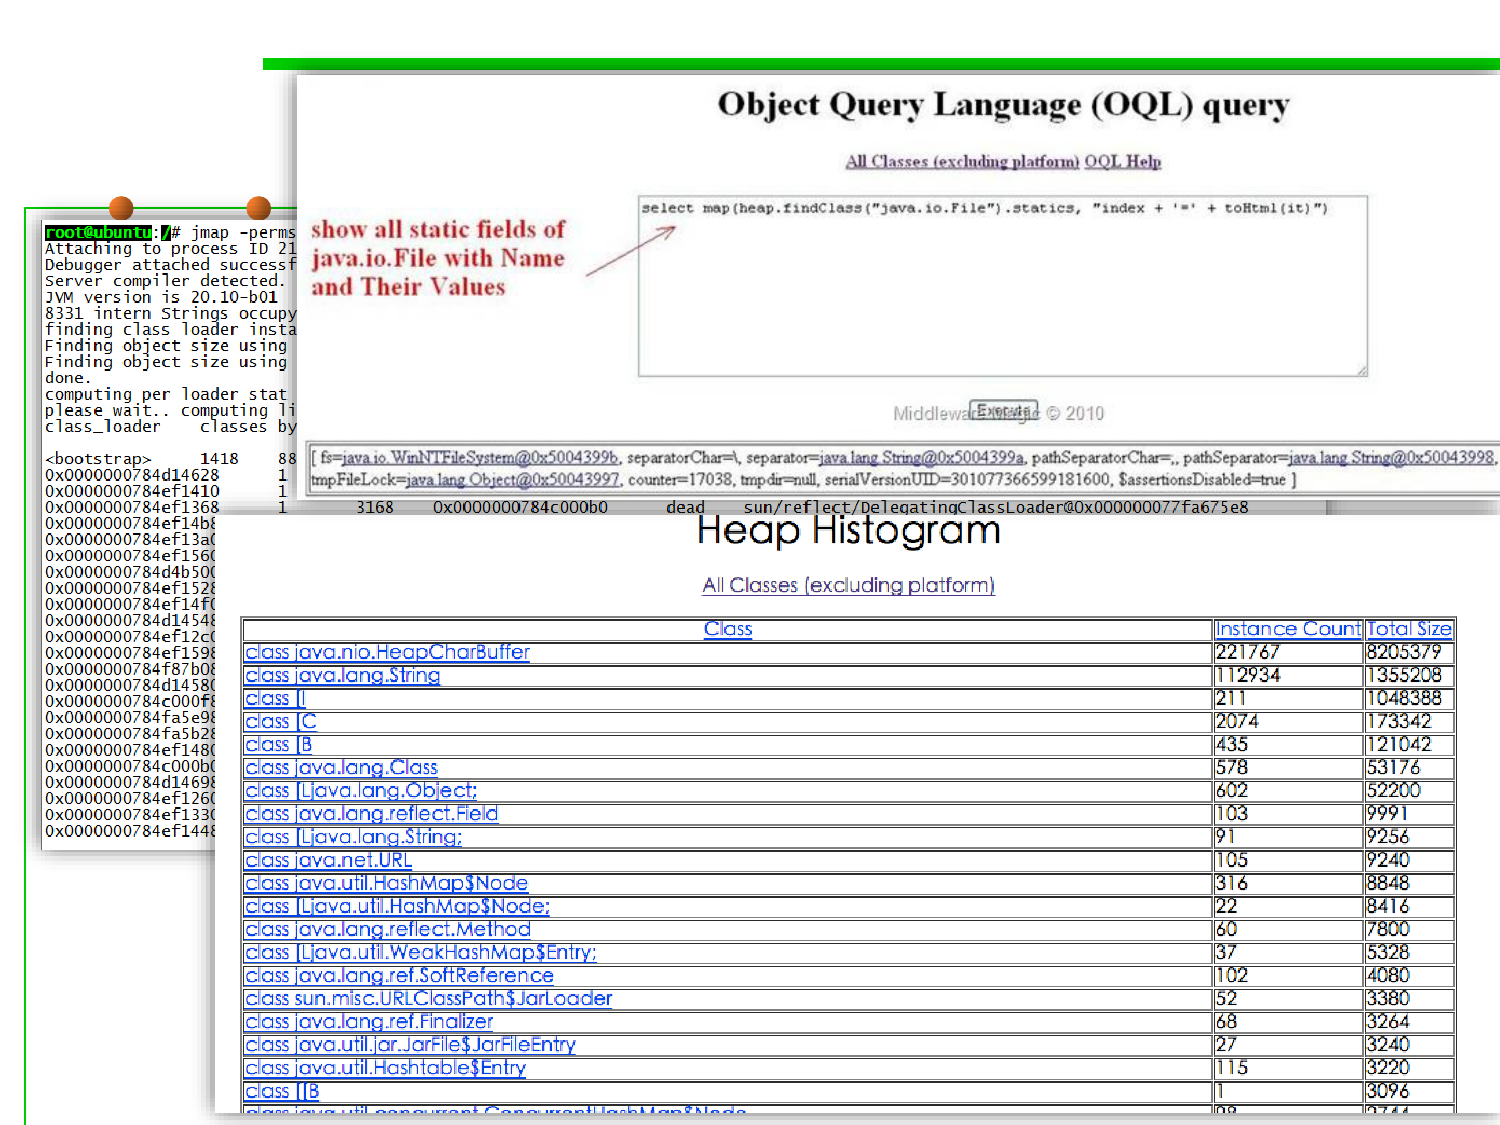 Object Query Language (OQL) query
All Classes (excluding platform) OQL Help
select map(heap.findClass("java.io.File").statics, "index + '=' + toHtml(it)")
show all static fields of
java.io.File with Name
and Their Values
Execute
Middleware Magic © 2010
[ fs=java.io.WinNTFileSystem@0x5004399b, separatorChar=\, separator=java.lang.String@0x5004399a, pathSeparatorChar=;, pathSeparator=java.lang.String@0x50043998,
tmpFileLock=java.lang.Object@0x50043997, counter=17038, tmpdir=null, serialVersionUID=301077366599181600, $assertionsDisabled=true ]
root@ubuntu:/# jmap -perms
Attaching to process ID 21
Debugger attached successf
Server compiler detected.
JVM version is 20.10-b01
8331 intern Strings occupy
finding class loader insta
Finding object size using
Finding object size using
done.
computing per loader stat
please wait.. computing li
class_loader classes by
<bootstrap> 1418 88
0x0000000784d14628 1
0x0000000784ef1410 1
0x0000000784ef1368 1 3168 0x0000000784c000b0 dead sun/reflect/DelegatingClassLoader@0x000000077fa675e8
0x0000000784ef14b8
0x0000000784ef13a0
0x0000000784ef1560
0x0000000784d4b500
0x0000000784ef1528
0x0000000784ef14f0
0x0000000784d14548
0x0000000784ef12c0
0x0000000784ef1598
0x0000000784f87b08
0x0000000784d14580
0x0000000784c000f8
0x0000000784fa5e98
0x0000000784fa5b28
0x0000000784ef1480
0x0000000784c000b0
0x0000000784d14698
0x0000000784ef1260
0x0000000784ef1330
0x0000000784ef1448
Heap Histogram
All Classes (excluding platform)
Class Instance Count Total Size
class java.nio.HeapCharBuffer 221767 8205379
class java.lang.String 112934 1355208
class [I 211 1048388
class [C 2074 173342
class [B 435 121042
class java.lang.Class 578 53176
class [Ljava.lang.Object; 602 52200
class java.lang.reflect.Field 103 9991
class [Ljava.lang.String; 91 9256
class java.net.URL 105 9240
class java.util.HashMap$Node 316 8848
class [Ljava.util.HashMap$Node; 22 8416
class java.lang.reflect.Method 60 7800
class [Ljava.util.WeakHashMap$Entry; 37 5328
class java.lang.ref.SoftReference 102 4080
class sun.misc.URLClassPath$JarLoader 52 3380
class java.lang.ref.Finalizer 68 3264
class java.util.jar.JarFile$JarFileEntry 27 3240
class java.util.Hashtable$Entry 115 3220
class [[B 1 3096
class java.util.concurrent.ConcurrentHashMap$Node 98 2744